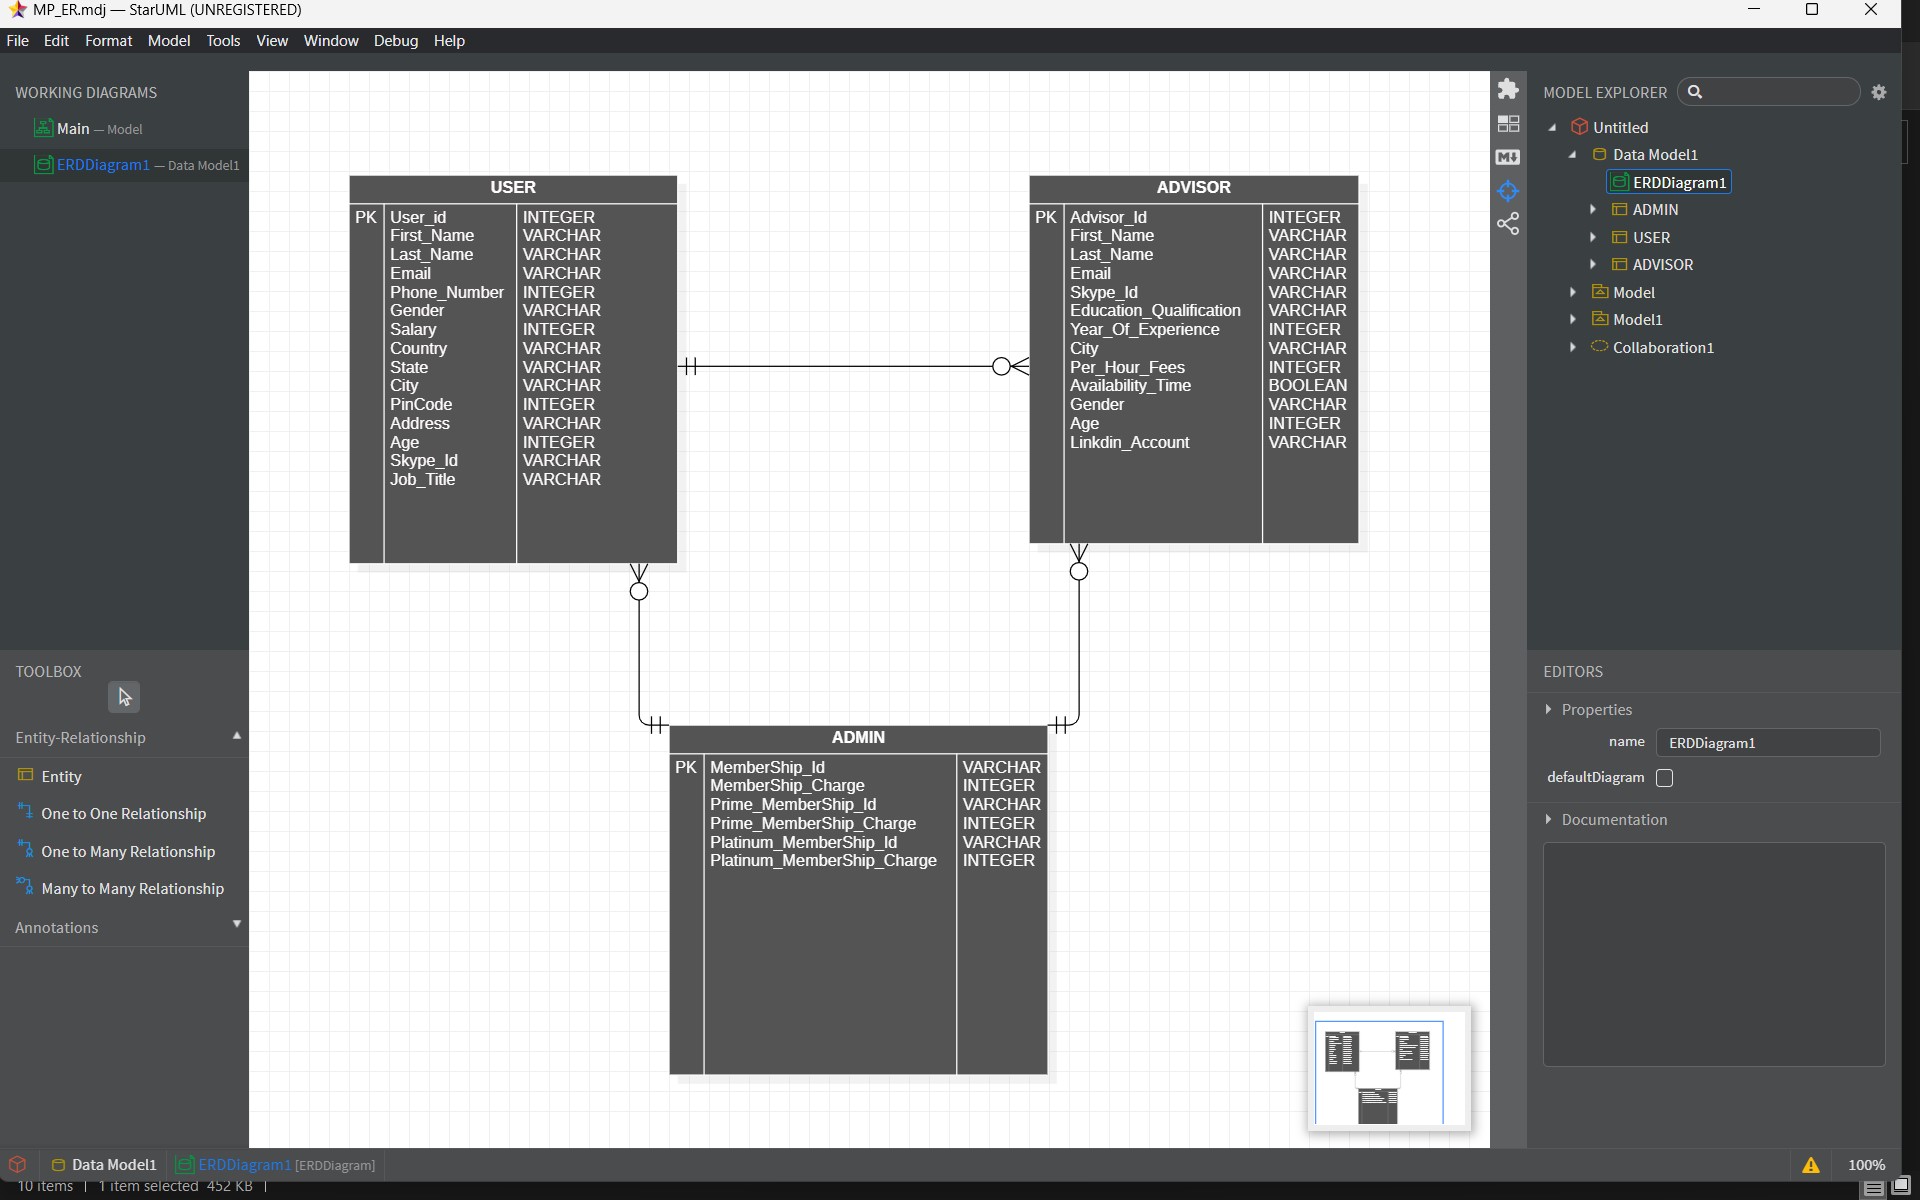 MP_ER.mdj — StarUML (UNREGISTERED)
File Edit Format Model Tools View Window Debug Help
WORKING DIAGRAMS
Main — Model
ERDDiagram1 — Data Model1
TOOLBOX
Entity-Relationship
Entity
One to One Relationship
One to Many Relationship
Many to Many Relationship
Annotations
USER
PK User_id INTEGER
First_Name VARCHAR
Last_Name VARCHAR
Email VARCHAR
Phone_Number INTEGER
Gender VARCHAR
Salary INTEGER
Country VARCHAR
State VARCHAR
City VARCHAR
PinCode INTEGER
Address VARCHAR
Age INTEGER
Skype_Id VARCHAR
Job_Title VARCHAR
ADVISOR
PK Advisor_Id INTEGER
First_Name VARCHAR
Last_Name VARCHAR
Email VARCHAR
Skype_Id VARCHAR
Education_Qualification VARCHAR
Year_Of_Experience INTEGER
City VARCHAR
Per_Hour_Fees INTEGER
Availability_Time BOOLEAN
Gender VARCHAR
Age INTEGER
Linkdin_Account VARCHAR
ADMIN
PK MemberShip_Id VARCHAR
MemberShip_Charge INTEGER
Prime_MemberShip_Id VARCHAR
Prime_MemberShip_Charge INTEGER
Platinum_MemberShip_Id VARCHAR
Platinum_MemberShip_Charge INTEGER
MODEL EXPLORER
Untitled
Data Model1
ERDDiagram1
ADMIN
USER
ADVISOR
Model
Model1
Collaboration1
EDITORS
Properties
name ERDDiagram1
defaultDiagram
Documentation
Data Model1 ERDDiagram1 [ERDDiagram] 100%
10 items | 1 item selected 452 KB |